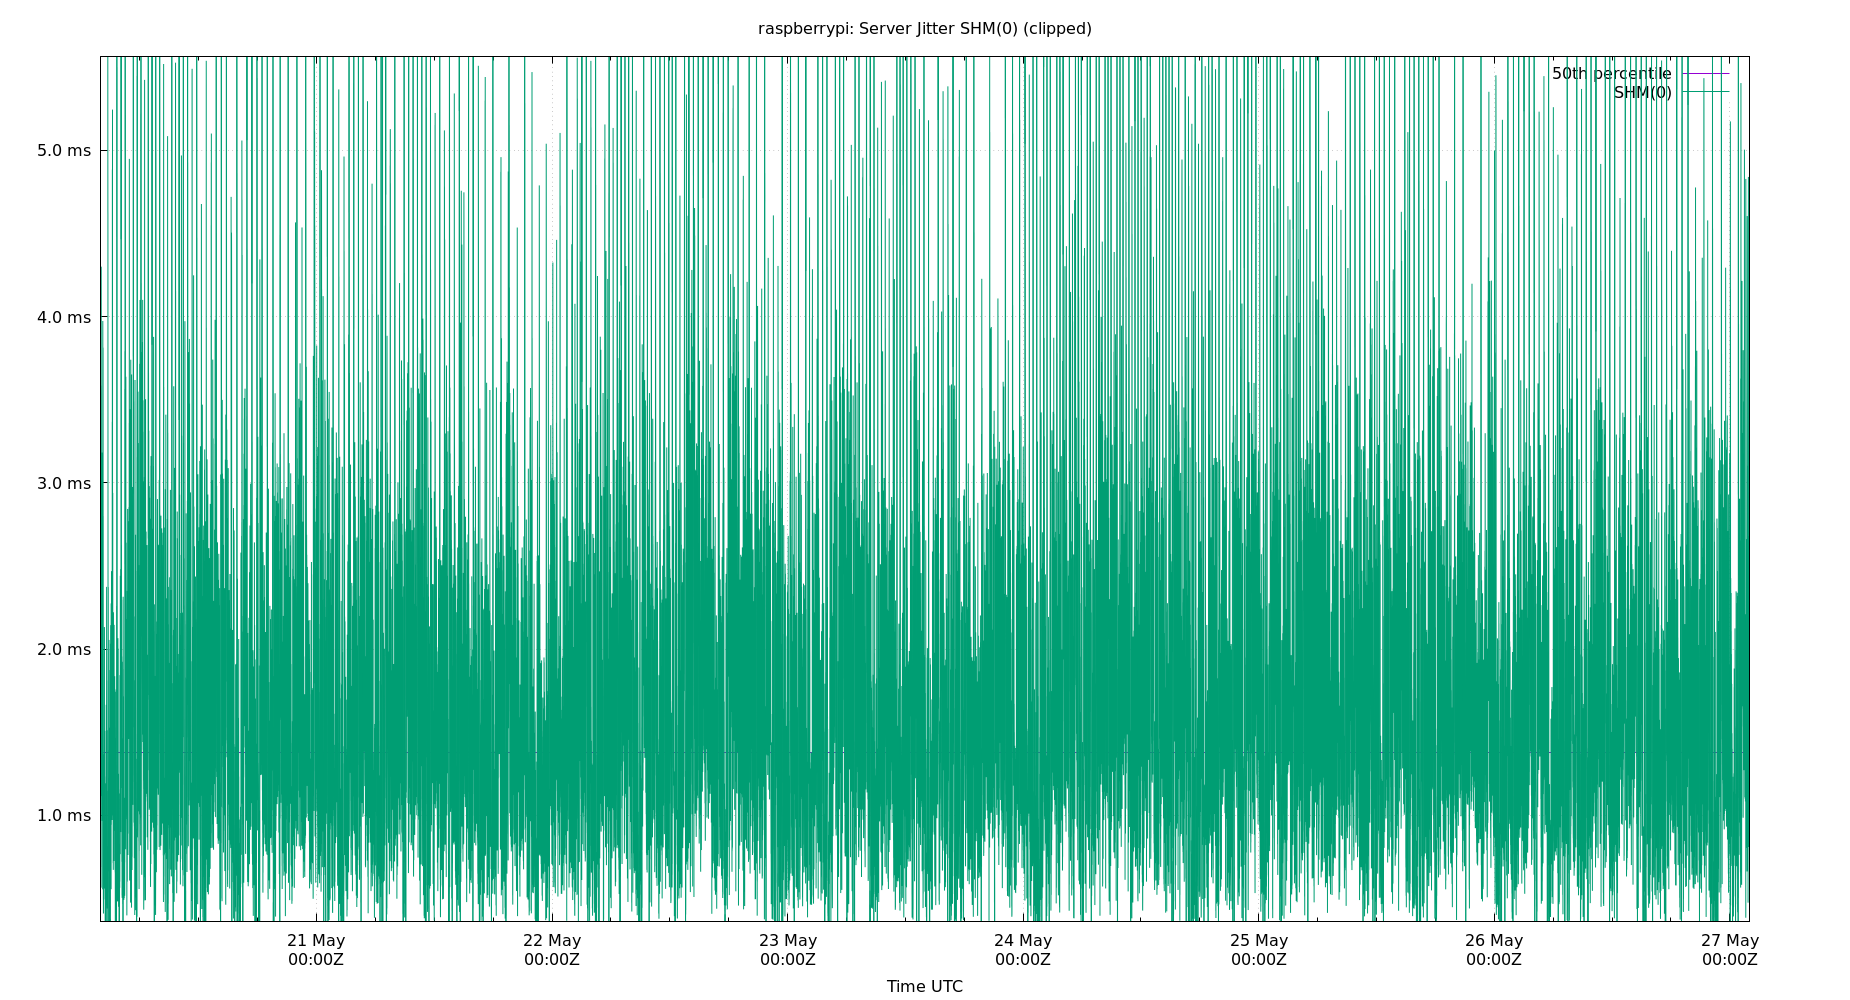 raspberrypi: Server Jitter SHM(0) (clipped)
50th percentile
SHM(0)
5.0 ms
4.0 ms
3.0 ms
2.0 ms
1.0 ms
21 May 22 May 23 May 24 May 25 May 26 May 27 May
00:00Z 00:00Z 00:00Z 00:00Z 00:00Z 00:00Z 00:00Z
Time UTC